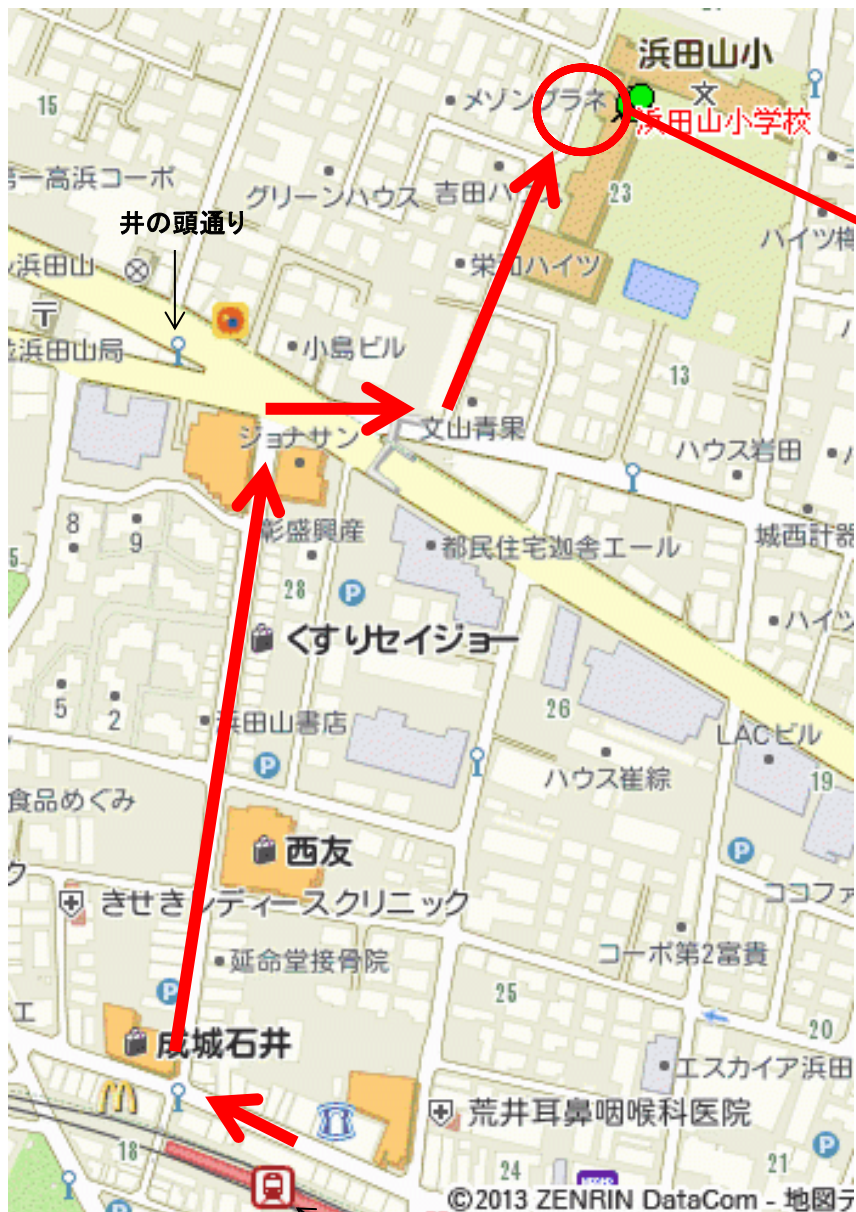 浜田山小
15
メゾングラネ
浜田山小学校
第一高浜コーポ
グリーンハウス
吉田ハウス
23
井の頭通り
ハイツ梅
浜田山
栄和ハイツ
〒
浜田山局
小島ビル
13
ジョナサン
文山青果
ハウス岩田
8
9
彰盛興産
都民住宅迦舎エール
城西計器
28
P
くすりセイジョー
ハイツ
5
2
浜田山書店
26
LACビル
P
ハウス崔綜
19
食品めぐみ
西友
P
ク
きせきレディースクリニック
ココファ
延命堂接骨院
コーポ第2富貴
P
25
エ
20
成城石井
エスカイア浜田
荒井耳鼻咽喉科医院
18
P
24
21
©2013 ZENRIN DataCom - 地図デ